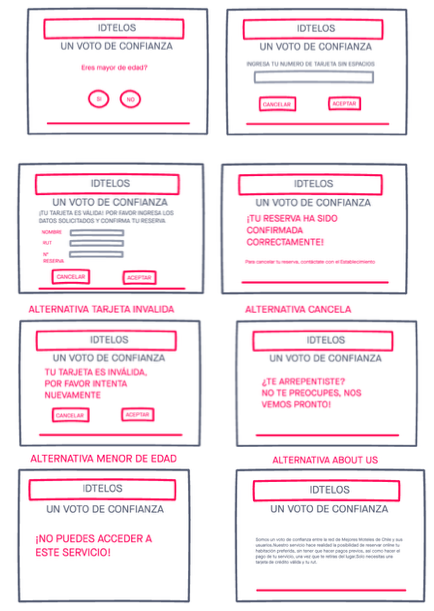 IDTELOS
UN VOTO DE CONFIANZA
Eres mayor de edad?
SI
NO
IDTELOS
UN VOTO DE CONFIANZA
INGRESA TU NUMERO DE TARJETA SIN ESPACIOS
CANCELAR
ACEPTAR
IDTELOS
UN VOTO DE CONFIANZA
¡TU TARJETA ES VÁLIDA! POR FAVOR INGRESA LOS
DATOS SOLICITADOS Y CONFIRMA TU RESERVA
NOMBRE
RUT
N°
RESERVA
CANCELAR
ACEPTAR
IDTELOS
UN VOTO DE CONFIANZA
¡TU RESERVA HA SIDO
CONFIRMADA
CORRECTAMENTE!
Para cancelar tu reserva, contáctate con el Establecimiento
ALTERNATIVA TARJETA INVALIDA
IDTELOS
UN VOTO DE CONFIANZA
TU TARJETA ES INVÁLIDA,
POR FAVOR INTENTA
NUEVAMENTE
CANCELAR
ACEPTAR
ALTERNATIVA CANCELA
IDTELOS
UN VOTO DE CONFIANZA
¿TE ARREPENTISTE?
NO TE PREOCUPES, NOS
VEMOS PRONTO!
ALTERNATIVA MENOR DE EDAD
IDTELOS
UN VOTO DE CONFIANZA
¡NO PUEDES ACCEDER A
ESTE SERVICIO!
ALTERNATIVA ABOUT US
IDTELOS
UN VOTO DE CONFIANZA
Somos un voto de confianza entre la red de Mejores Moteles de Chile y sus
usuarios.Nuestro servicio hace realidad la posibilidad de reservar online tu
habitación preferida, sin tener que hacer pagos previos, así como hacer el
pago de tu servicio, una vez que te retires del lugar.Solo necesitas una
tarjeta de crédito válida y tu rut.